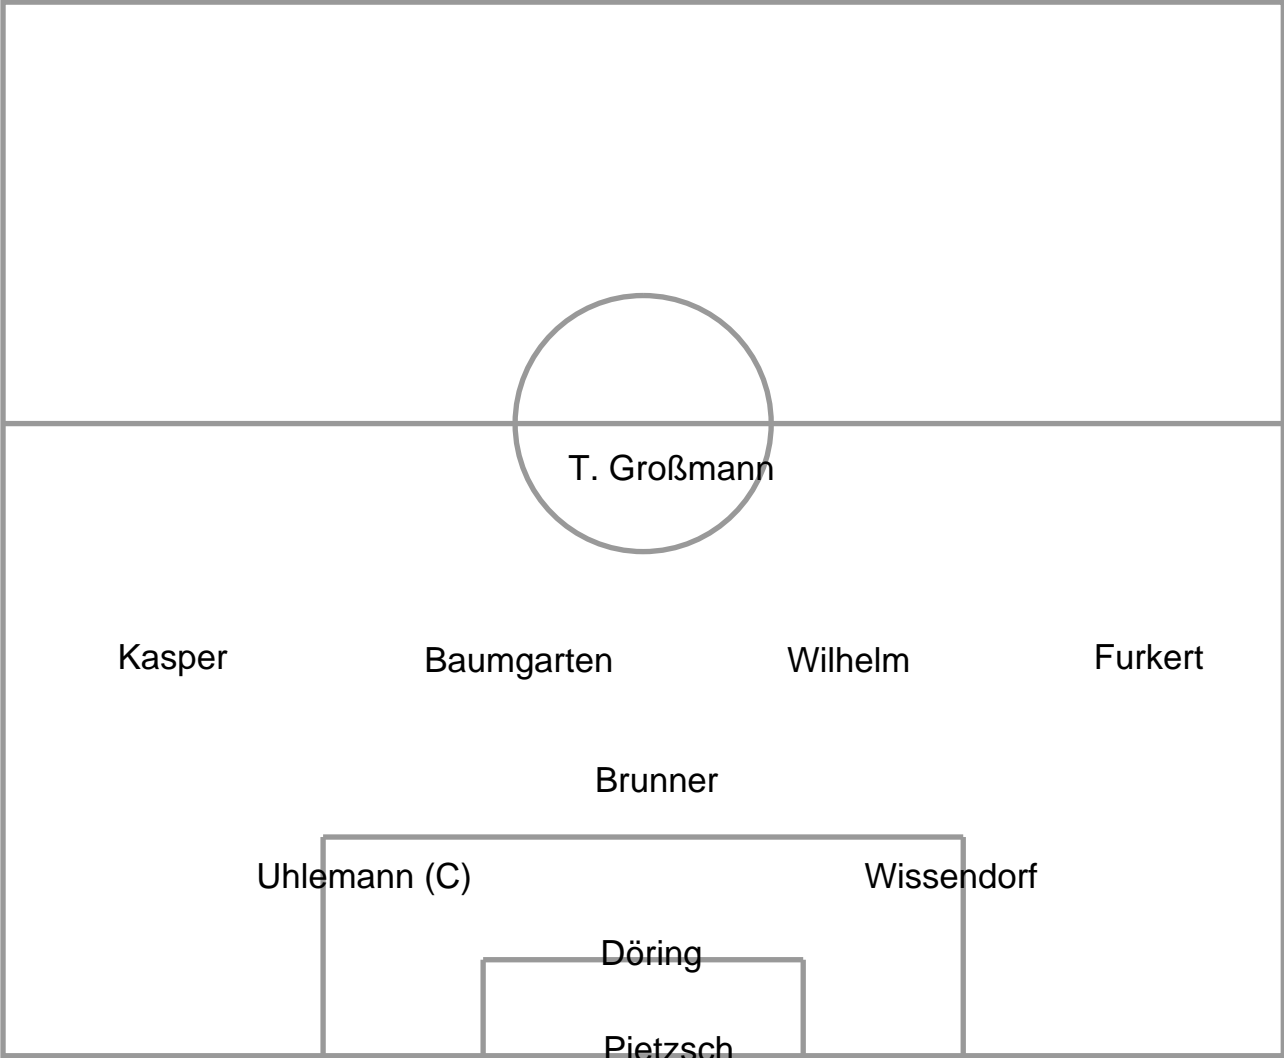 T. Großmann
Kasper Baumgarten Wilhelm Furkert
Brunner
Uhlemann (C) Wissendorf
Döring
Pietzsch